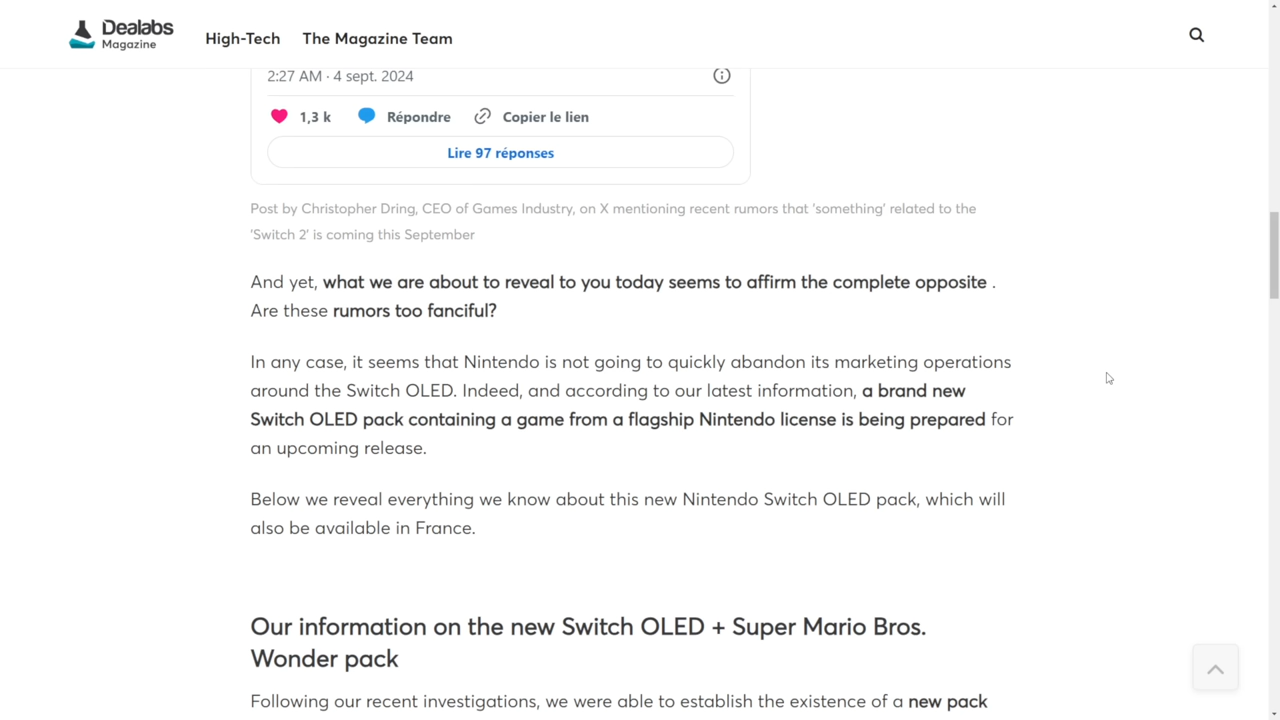 Dealabs
Magazine
High-Tech The Magazine Team
2:27 AM · 4 sept. 2024
1,3 k Répondre Copier le lien
Lire 97 réponses
Post by Christopher Dring, CEO of Games Industry, on X mentioning recent rumors that 'something' related to the
'Switch 2' is coming this September
And yet, what we are about to reveal to you today seems to affirm the complete opposite .
Are these rumors too fanciful?
In any case, it seems that Nintendo is not going to quickly abandon its marketing operations
around the Switch OLED. Indeed, and according to our latest information, a brand new
Switch OLED pack containing a game from a flagship Nintendo license is being prepared for
an upcoming release.
Below we reveal everything we know about this new Nintendo Switch OLED pack, which will
also be available in France.
Our information on the new Switch OLED + Super Mario Bros.
Wonder pack
Following our recent investigations, we were able to establish the existence of a new pack